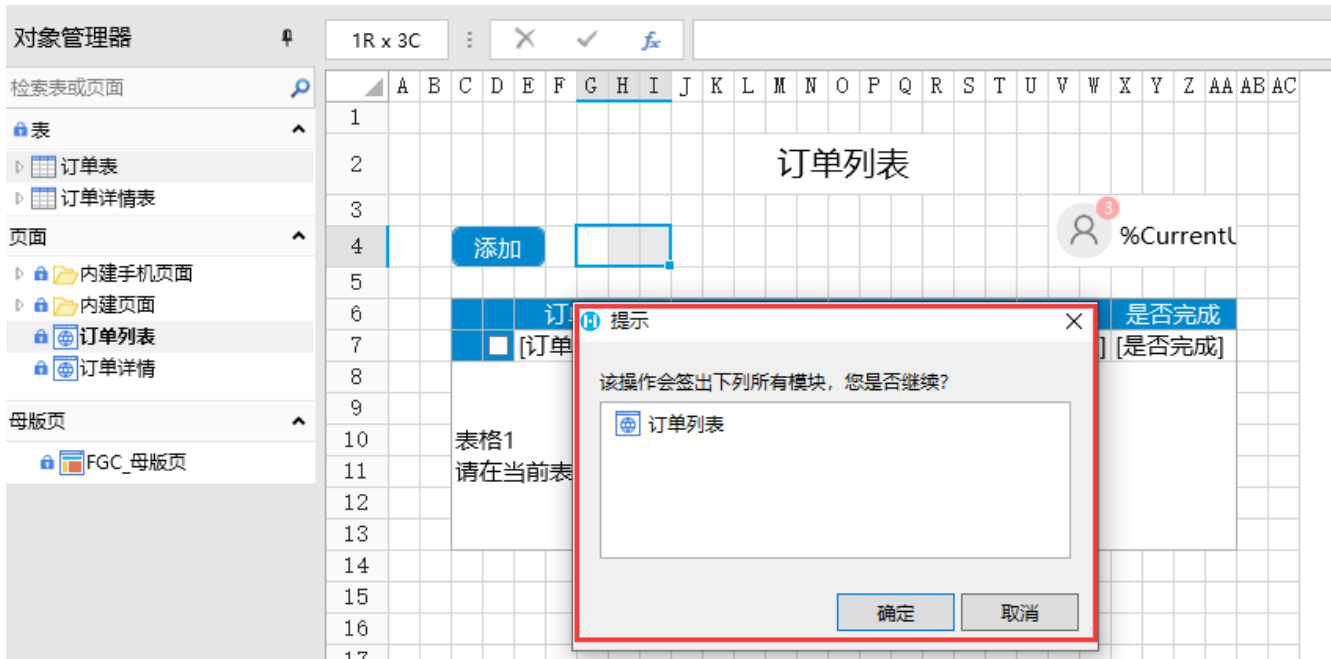 对象管理器
1R x 3C
fx
检索表或页面
A B C D E F G H I J K L M N O P Q R S T U V W X Y Z AA AB AC
表
订单表
订单详情表
页面
内建手机页面
内建页面
订单列表
订单详情
母版页
FGC_母版页
1
2
订单列表
3
3
4
添加
%CurrentU
5
6
订
是否完成
7
[订单
] [是否完成]
8
9
10
表格1
11
请在当前表
12
13
14
15
16
17
提示
该操作会签出下列所有模块，您是否继续?
订单列表
确定
取消